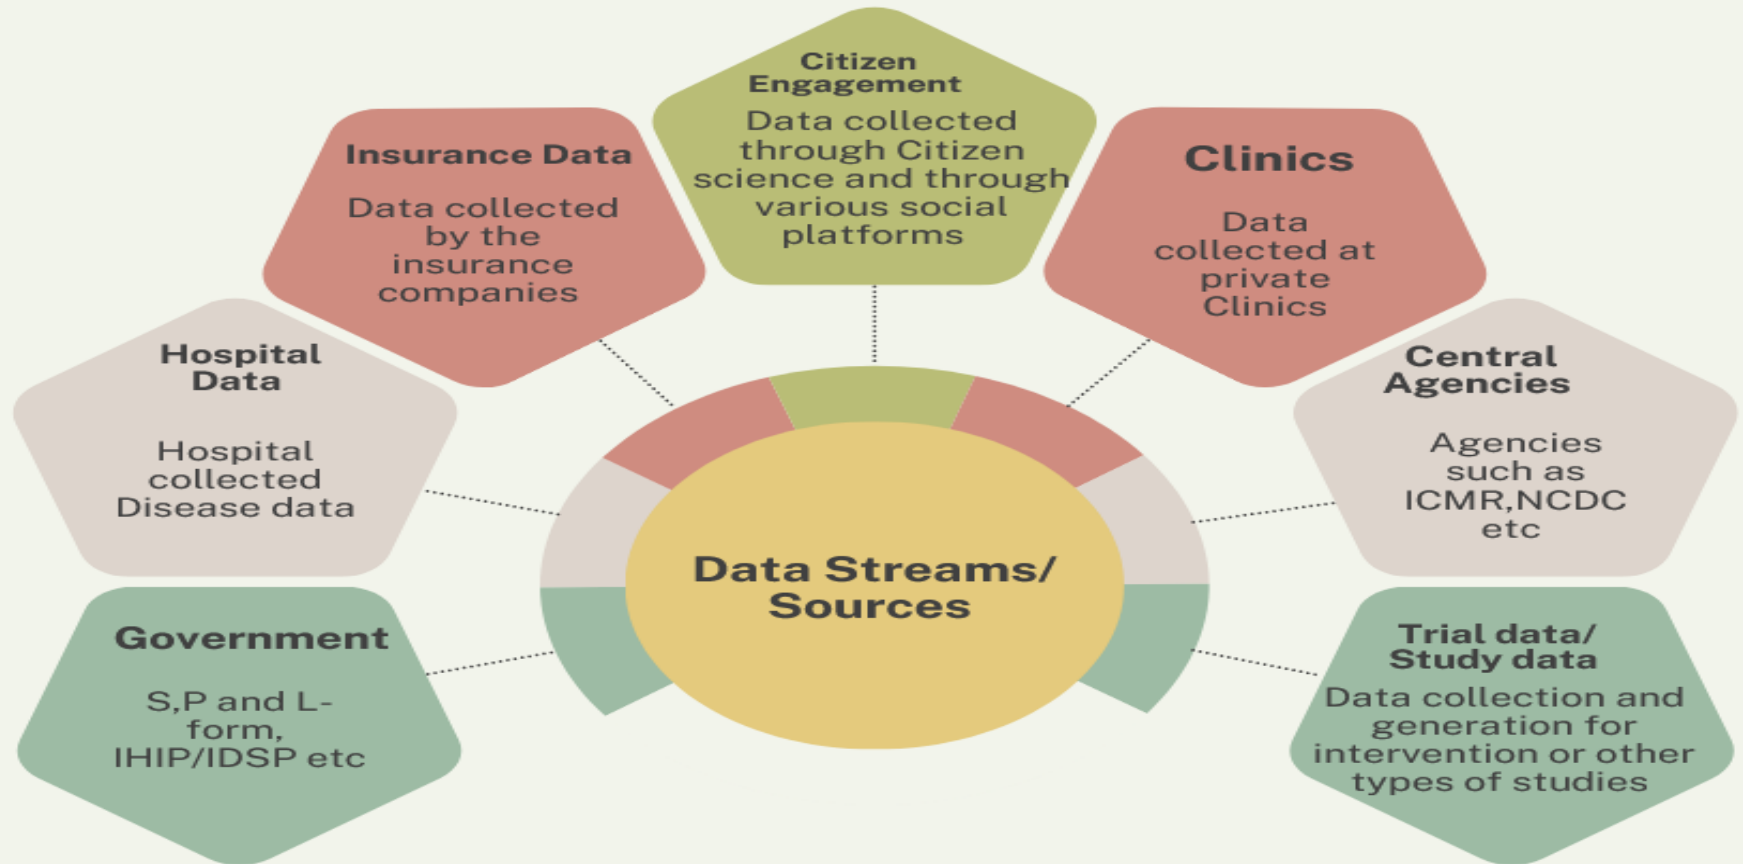 Citizen
Engagement
Data collected
through Citizen
science and through
various social
platforms
Insurance Data
Data collected
by the
insurance
companies
Clinics
Data
collected at
private
Clinics
Hospital
Data
Hospital
collected
Disease data
Central
Agencies
Agencies
such as
ICMR,NCDC
etc
Data Streams/
Sources
Government
S,P and L-
form,
IHIP/IDSP etc
Trial data/
Study data
Data collection and
generation for
intervention or other
types of studies